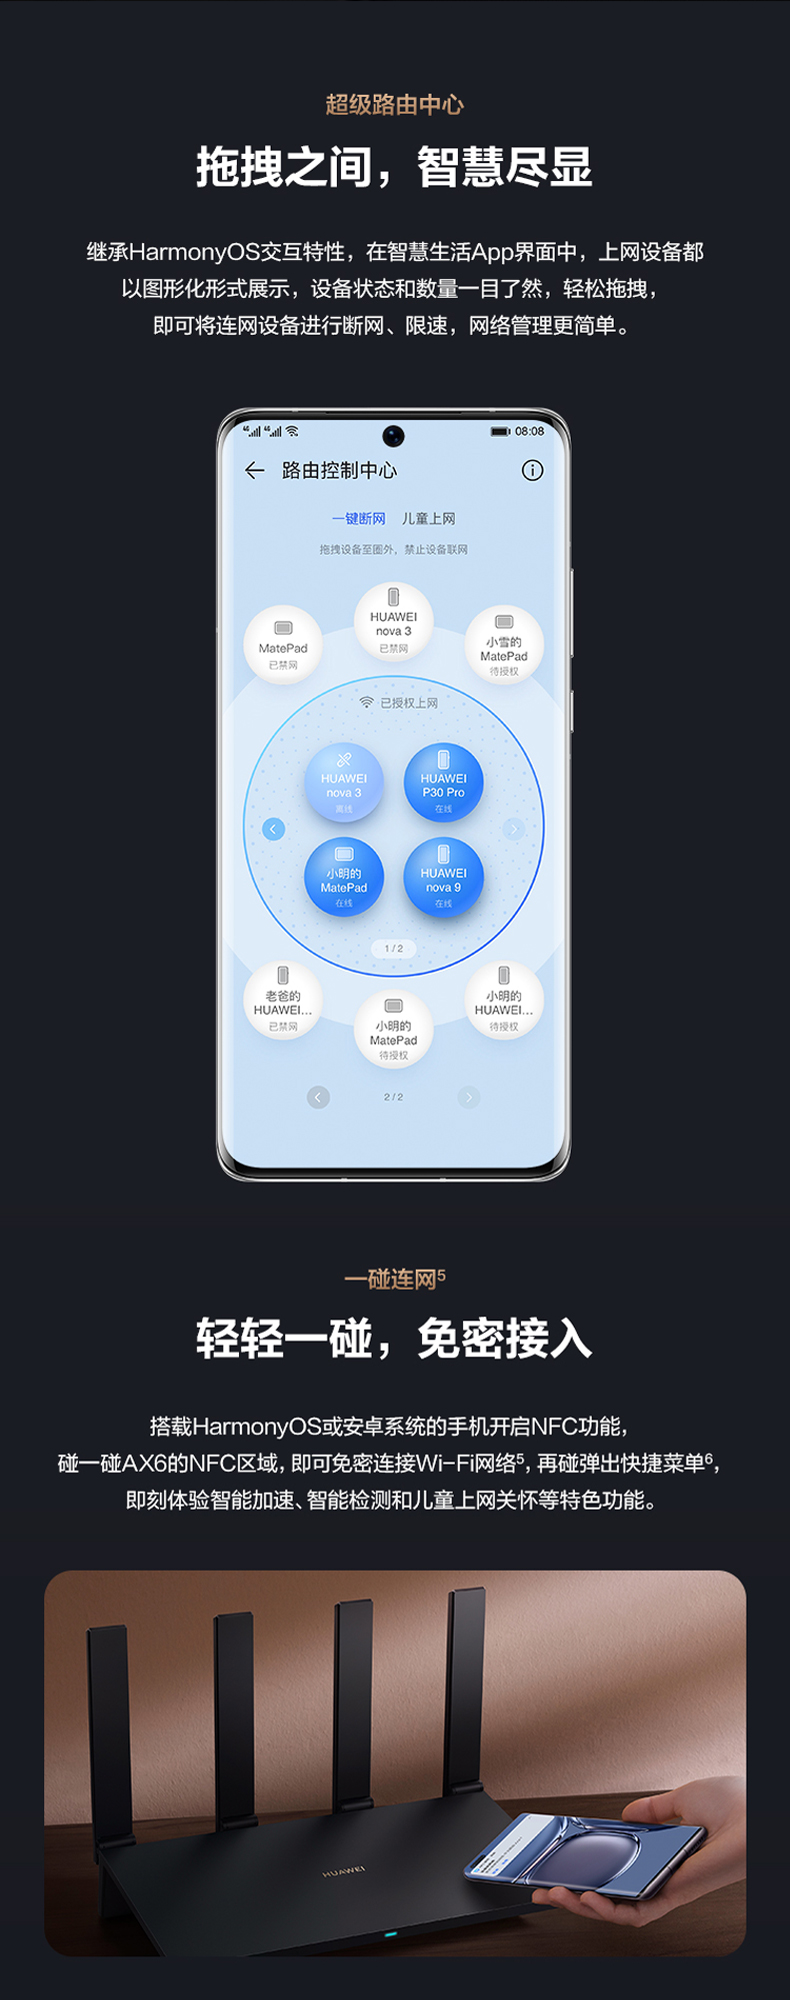 超级路由中心
拖拽之间，智慧尽显
继承HarmonyOS交互特性，在智慧生活App界面中，上网设备都
以图形化形式展示，设备状态和数量一目了然，轻松拖拽，
即可将连网设备进行断网、限速，网络管理更简单。
4G 4G 08:08
路由控制中心
一键断网 儿童上网
拖拽设备至圈外，禁止设备联网
HUAWEI
nova 3
已禁网
MatePad
已禁网
小雪的
MatePad
待授权
已授权上网
HUAWEI
nova 3
离线
HUAWEI
P30 Pro
在线
小明的
MatePad
在线
HUAWEI
nova 9
在线
1 / 2
老爸的
HUAWEI...
已禁网
小明的
MatePad
待授权
小明的
HUAWEI...
待授权
2 / 2
一碰连网5
轻轻一碰，免密接入
搭载HarmonyOS或安卓系统的手机开启NFC功能，
碰一碰AX6的NFC区域，即可免密连接Wi-Fi网络5，再碰弹出快捷菜单6，
即刻体验智能加速、智能检测和儿童上网关怀等特色功能。
HUAWEI